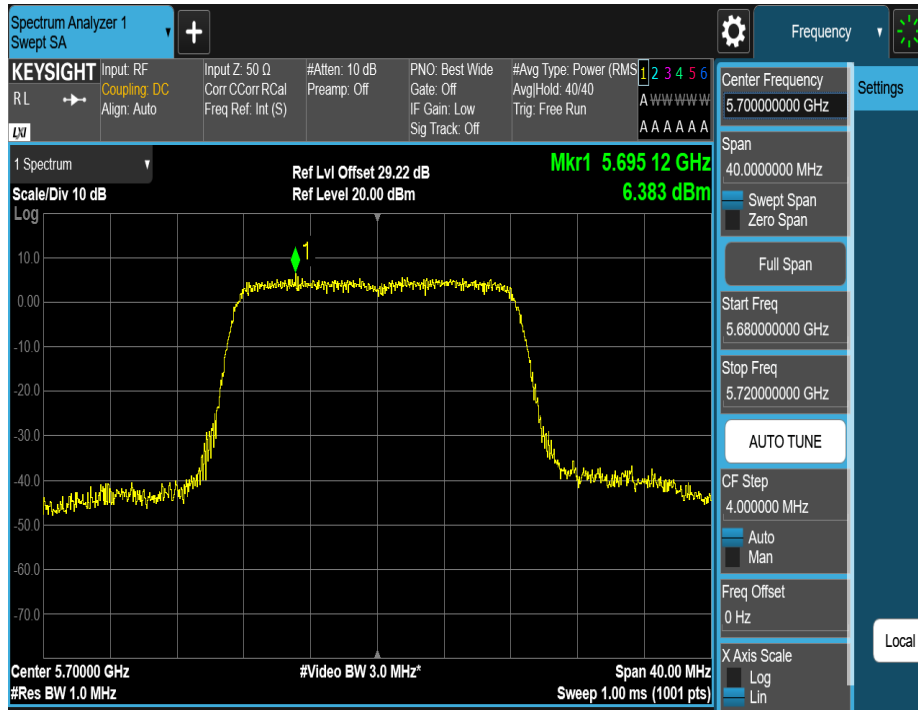 Spectrum Analyzer 1
Swept SA
+
Frequency
KEYSIGHT
RL
LXI
Input: RF
Coupling: DC
Align: Auto
Input Z: 50 Ω
Corr CCorr RCal
Freq Ref: Int (S)
#Atten: 10 dB
Preamp: Off
PNO: Best Wide
Gate: Off
IF Gain: Low
Sig Track: Off
#Avg Type: Power (RMS
Avg|Hold: 40/40
Trig: Free Run
1 2 3 4 5 6
A W W W W W
A A A A A A
1 Spectrum
Scale/Div 10 dB
Log
Ref Lvl Offset 29.22 dB
Ref Level 20.00 dBm
Mkr1 5.695 12 GHz
6.383 dBm
1
10.0
0.00
-10.0
-20.0
-30.0
-40.0
-50.0
-60.0
-70.0
Center 5.70000 GHz
#Res BW 1.0 MHz
#Video BW 3.0 MHz*
Span 40.00 MHz
Sweep 1.00 ms (1001 pts)
Center Frequency
5.700000000 GHz
Span
40.0000000 MHz
Swept Span
Zero Span
Full Span
Start Freq
5.680000000 GHz
Stop Freq
5.720000000 GHz
AUTO TUNE
CF Step
4.000000 MHz
Auto
Man
Freq Offset
0 Hz
X Axis Scale
Log
Lin
Settings
Local